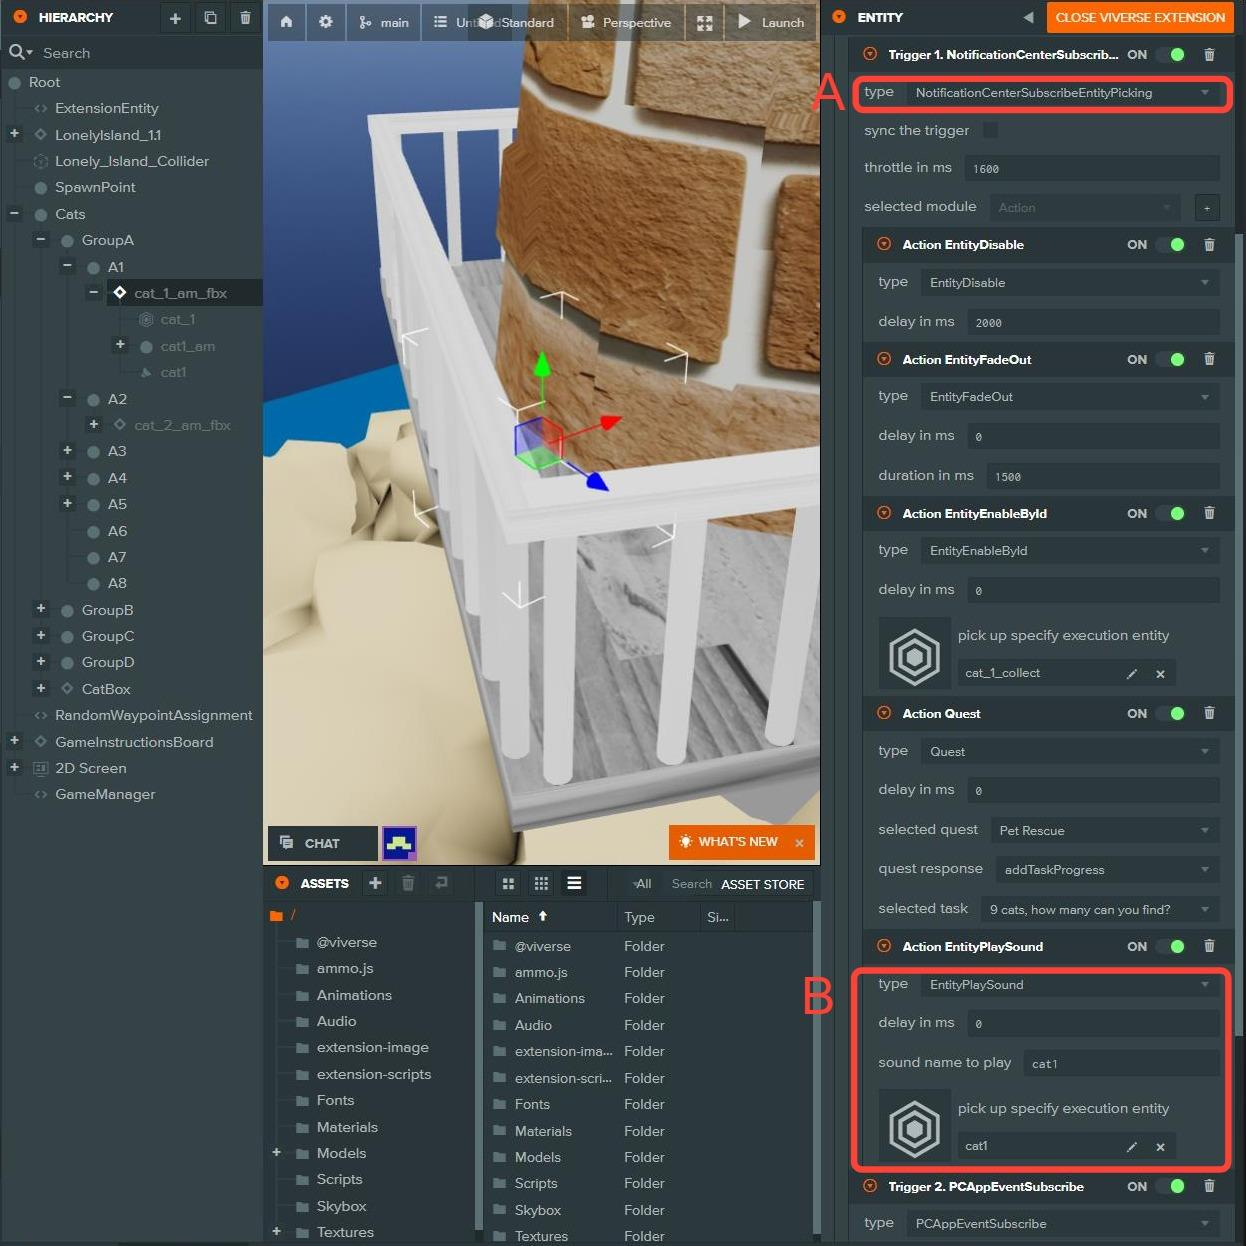 HIERARCHY
Search
Root
ExtensionEntity
LonelyIsland_1.1
Lonely_Island_Collider
SpawnPoint
Cats
GroupA
A1
cat_1_am_fbx
cat_1
cat1_am
cat1
A2
cat_2_am_fbx
A3
A4
A5
A6
A7
A8
GroupB
GroupC
GroupD
CatBox
RandomWaypointAssignment
GameInstructionsBoard
2D Screen
GameManager
main
Standard
Perspective
Launch
CHAT
WHAT'S NEW
ASSETS
All
Search
ASSET STORE
/
@viverse
ammo.js
Animations
Audio
extension-image
extension-scripts
Fonts
Materials
Models
Scripts
Skybox
Textures
Name Type Si...
@viverse Folder
ammo.js Folder
Animations Folder
Audio Folder
extension-ima... Folder
extension-scri... Folder
Fonts Folder
Materials Folder
Models Folder
Scripts Folder
Skybox Folder
Textures Folder
ENTITY
CLOSE VIVERSE EXTENSION
Trigger 1. NotificationCenterSubscrib... ON
A
type NotificationCenterSubscribeEntityPicking
sync the trigger
throttle in ms 1600
selected module Action +
Action EntityDisable ON
type EntityDisable
delay in ms 2000
Action EntityFadeOut ON
type EntityFadeOut
delay in ms 0
duration in ms 1500
Action EntityEnableById ON
type EntityEnableById
delay in ms 0
pick up specify execution entity
cat_1_collect
Action Quest ON
type Quest
delay in ms 0
selected quest Pet Rescue
quest response addTaskProgress
selected task 9 cats, how many can you find?
Action EntityPlaySound ON
B
type EntityPlaySound
delay in ms 0
sound name to play cat1
pick up specify execution entity
cat1
Trigger 2. PCAppEventSubscribe ON
type PCAppEventSubscribe